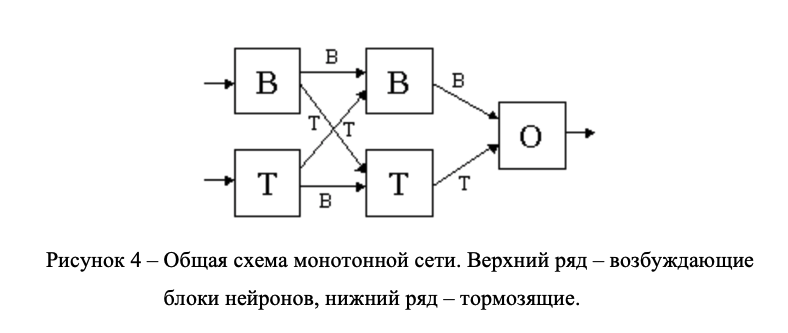 В
В В В
Т Т О
Т Т Т
В
Рисунок 4 – Общая схема монотонной сети. Верхний ряд – возбуждающие
блоки нейронов, нижний ряд – тормозящие.